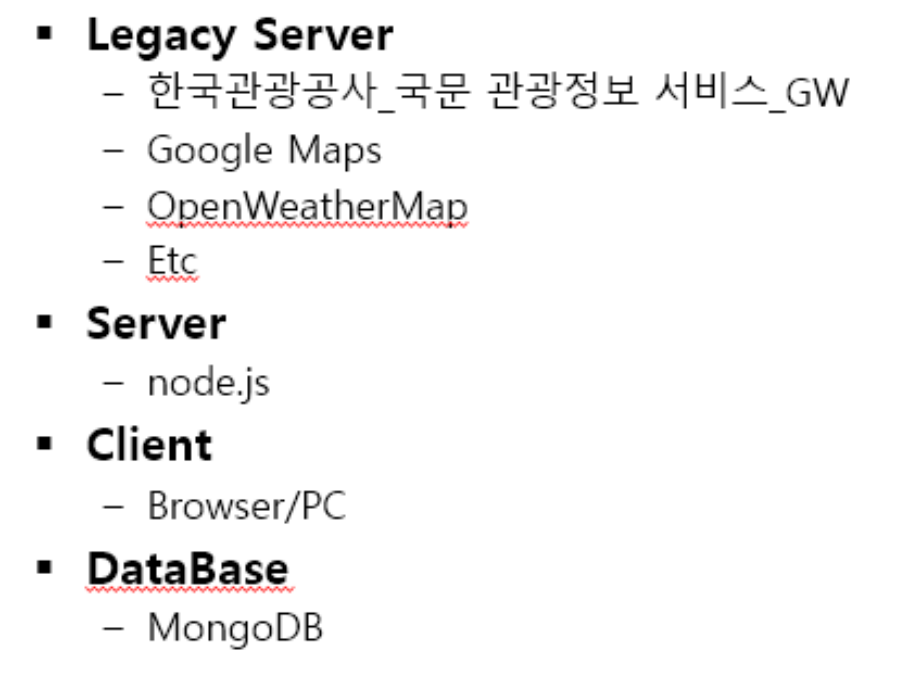 ▪ Legacy Server
– 한국관광공사_국문 관광정보 서비스_GW
– Google Maps
– OpenWeatherMap
– Etc
▪ Server
– node.js
▪ Client
– Browser/PC
▪ DataBase
– MongoDB